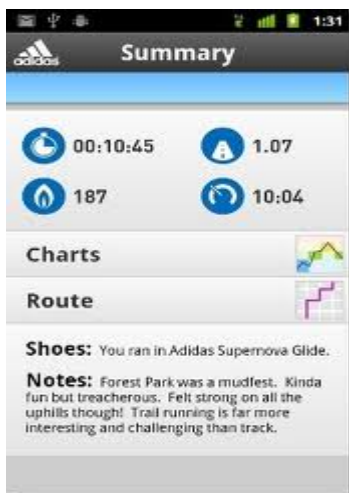 1:31
adidas
Summary
00:10:45
1.07
187
10:04
Charts
Route
Shoes: You ran in Adidas Supernova Glide.
Notes: Forest Park was a mudfest. Kinda
fun but treacherous. Felt strong on all the
uphills though! Trail running is far more
interesting and challenging than track.